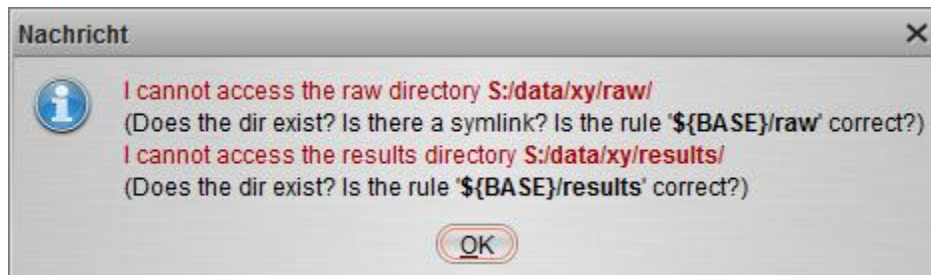 Nachricht
I cannot access the raw directory S:/data/xy/raw/
(Does the dir exist? Is there a symlink? Is the rule '${BASE}/raw' correct?)
I cannot access the results directory S:/data/xy/results/
(Does the dir exist? Is the rule '${BASE}/results' correct?)
OK